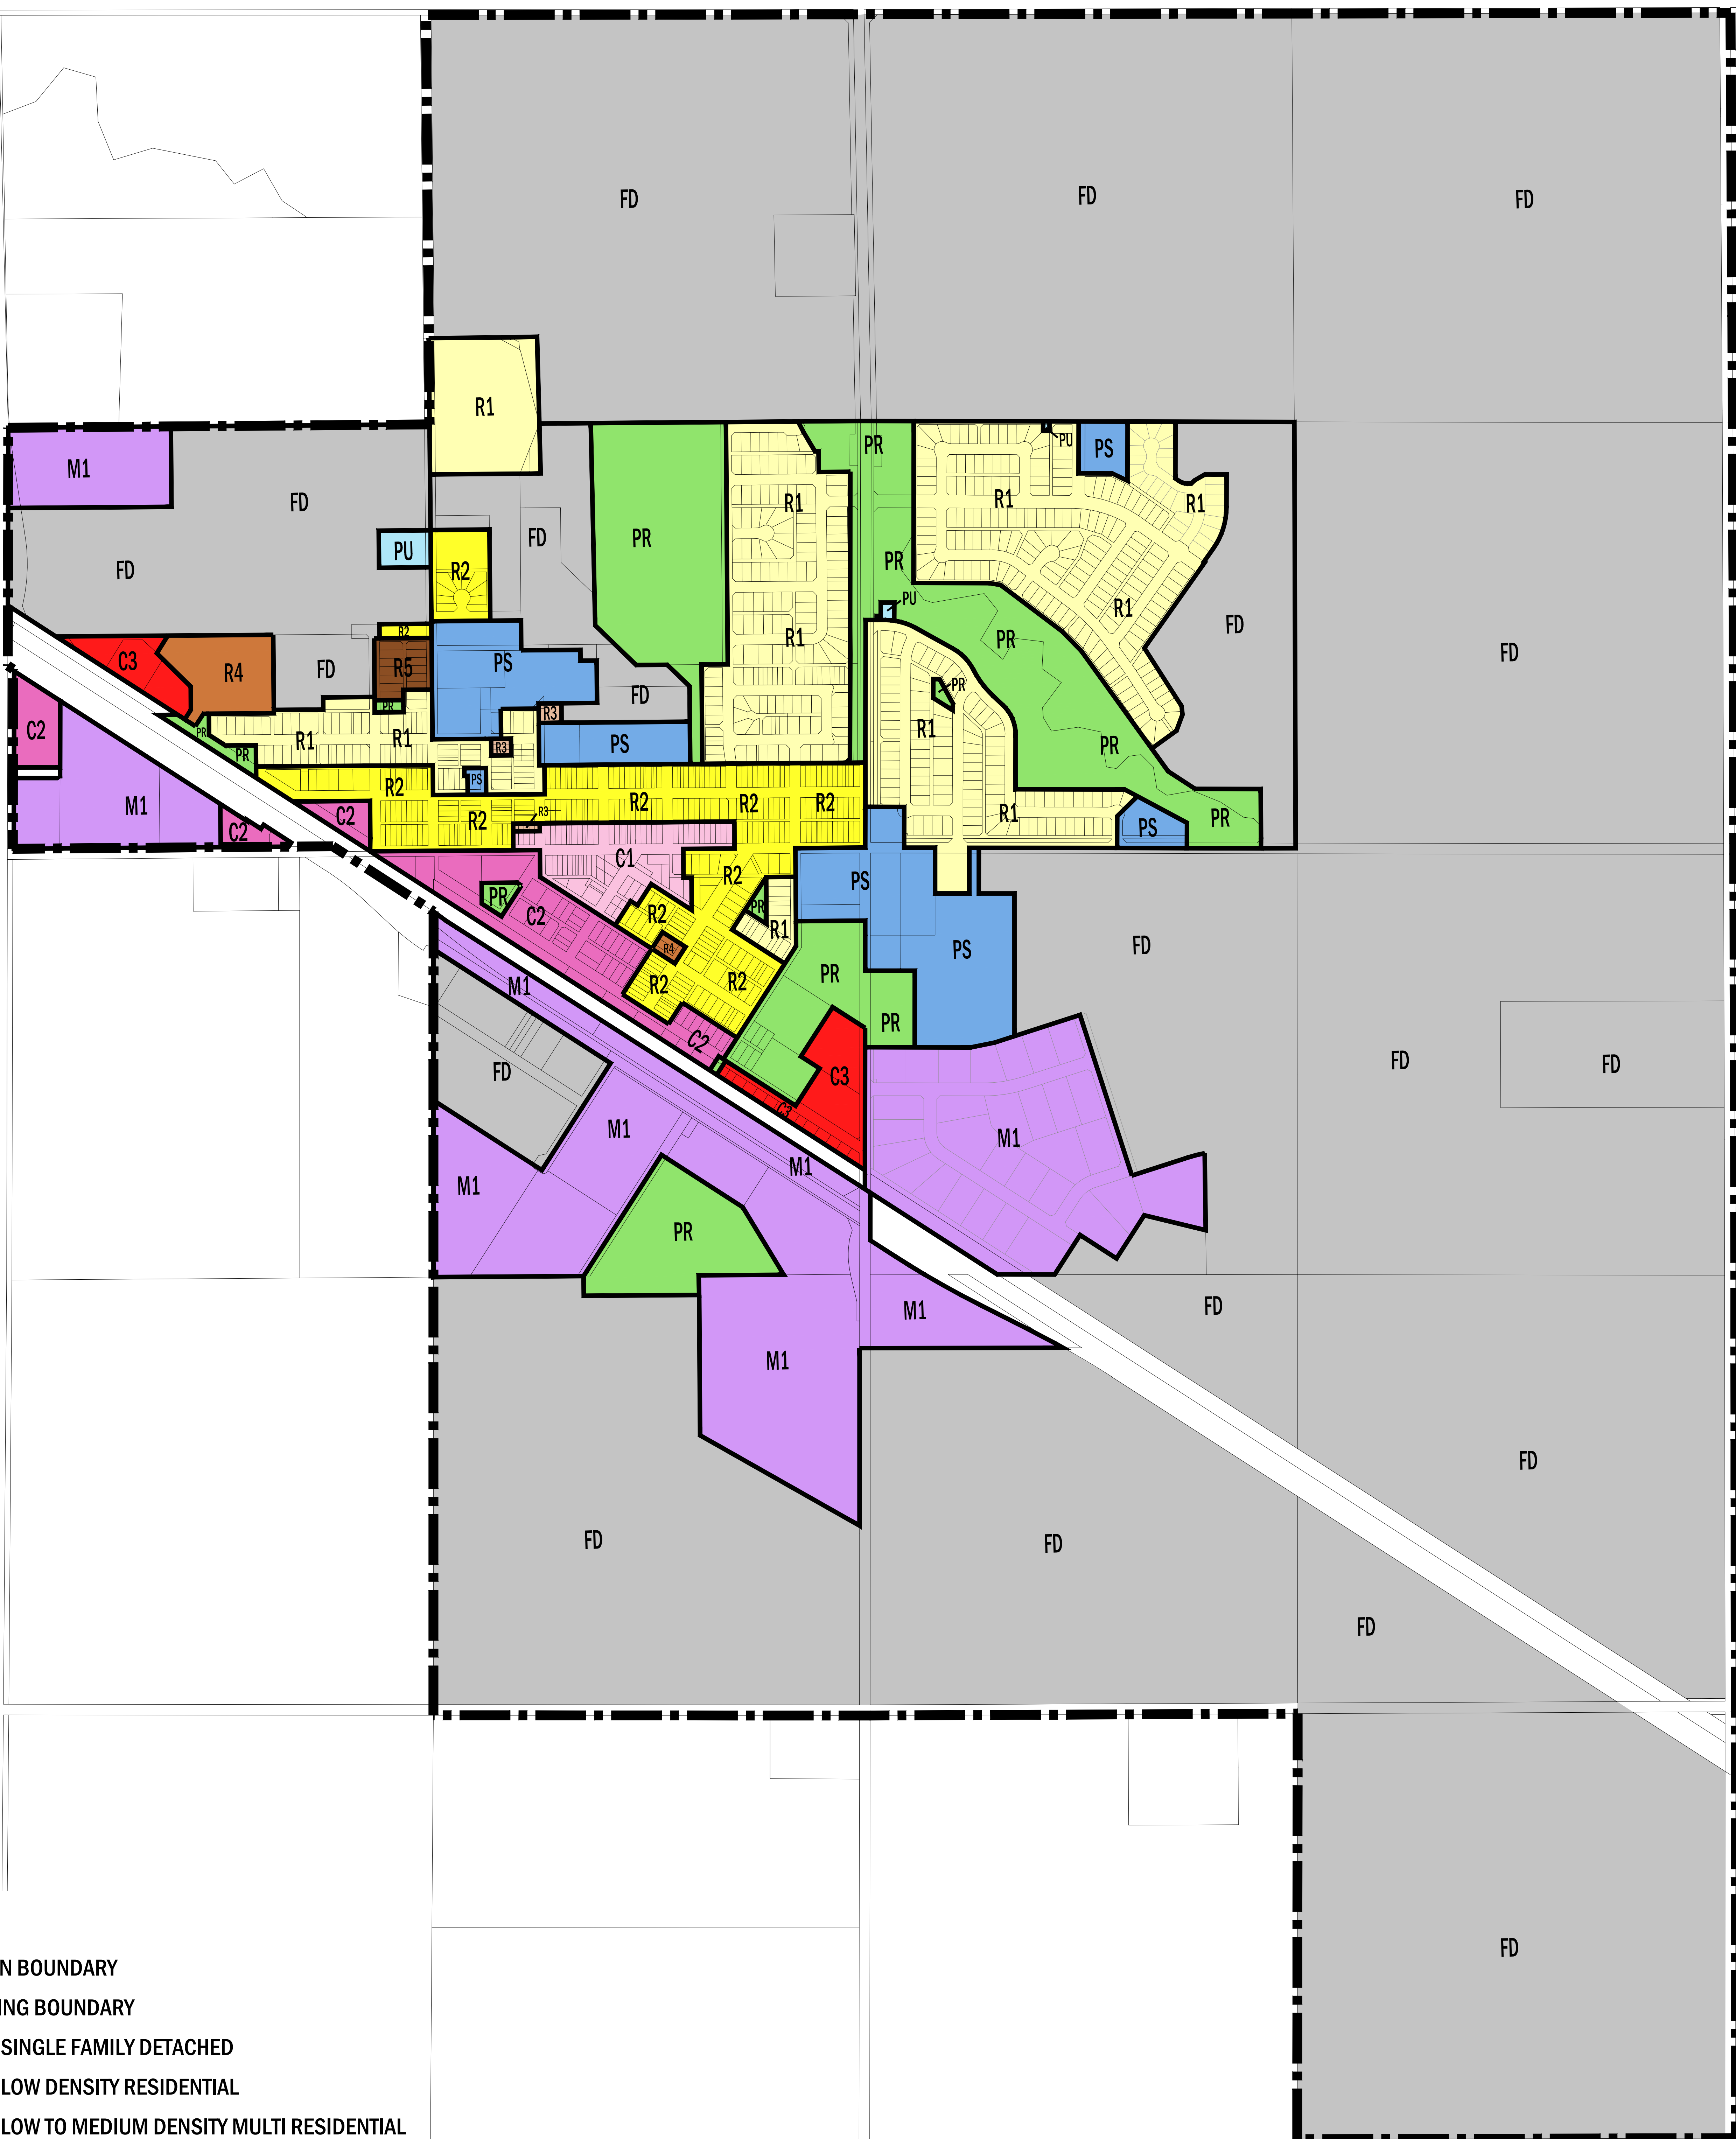 FD
FD
FD
R1
M1
FD
FD
PU
R2
FD
PR
R1
PR
R1
PU
PS
R1
PR
R1
PU
PR
FD
FD
R1
C3
R4
FD
R2
R5
PR
PS
FD
R3
PS
R3
PS
R1
PR
R1
PR
C2
PR
PR
R1
R1
M1
C2
C2
R2
R2
R3
R2
R2
R2
R1
PS
PR
C1
R2
PS
PR
C2
R2
PR
R1
R4
R2
R2
PS
FD
PR
PR
M1
C2
C3
C3
FD
FD
FD
M1
M1
M1
M1
PR
M1
FD
M1
FD
FD
FD
FD
FD
N BOUNDARY
ING BOUNDARY
SINGLE FAMILY DETACHED
LOW DENSITY RESIDENTIAL
LOW TO MEDIUM DENSITY MULTI RESIDENTIAL